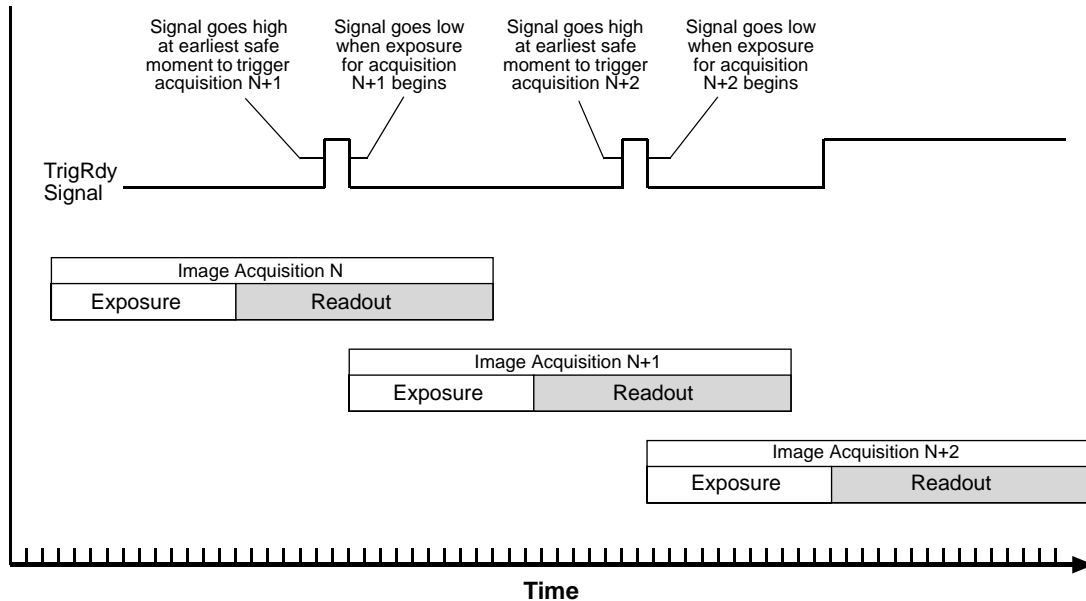 Signal goes high
at earliest safe
moment to trigger
acquisition N+1
Signal goes low
when exposure
for acquisition
N+1 begins
Signal goes high
at earliest safe
moment to trigger
acquisition N+2
Signal goes low
when exposure
for acquisition
N+2 begins
TrigRdy
Signal
Image Acquisition N
Exposure
Readout
Image Acquisition N+1
Exposure
Readout
Image Acquisition N+2
Exposure
Readout
Time